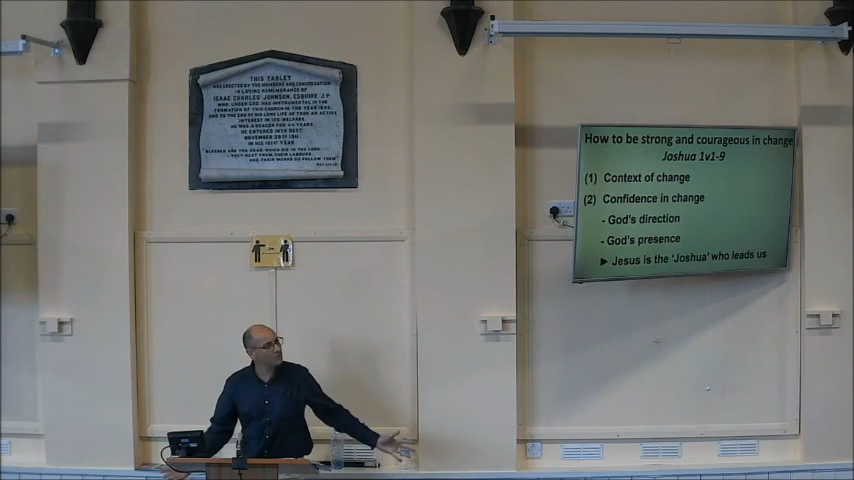 THIS TABLET
WAS ERECTED BY THE MEMBERS AND CONGREGATION
IN LOVING REMEMBRANCE OF
ISAAC CHARLES JOHNSON, ESQUIRE J.P.
WHO, UNDER GOD, WAS INSTRUMENTAL IN THE
FORMATION OF THIS CHURCH IN THE YEAR
AND TO THE END OF HIS LONG LIFE HE TOOK AN ACTIVE
INTEREST IN ITS WELFARE.
HE WAS A DEACON FOR YEARS
HE ENTERED INTO REST
NOVEMBER 29TH 1911,
IN HIS 101ST YEAR.
"BLESSED ARE THE DEAD WHICH DIE IN THE LORD,
THEY REST FROM THEIR LABOURS,
AND THEIR WORKS DO FOLLOW THEM"
How to be strong and courageous in change
Joshua 1v1-9
(1) Context of change
(2) Confidence in change
- God's direction
- God's presence
► Jesus is the 'Joshua' who leads us